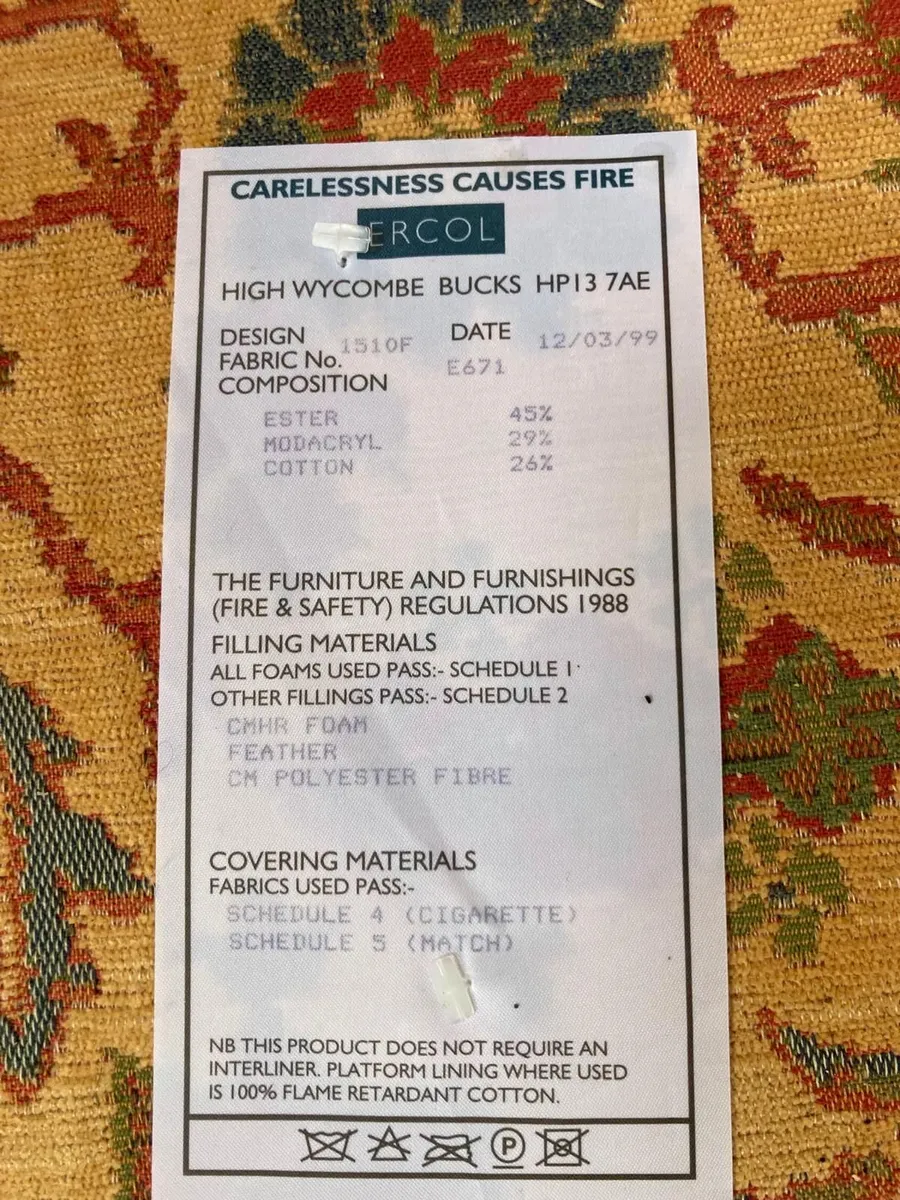 CARELESSNESS CAUSES FIRE
ERCOL
HIGH WYCOMBE BUCKS HP13 7AE
DESIGN 1510F DATE 12/03/99
FABRIC No. E671
COMPOSITION
ESTER 45%
MODACRYL 29%
COTTON 26%
THE FURNITURE AND FURNISHINGS
(FIRE & SAFETY) REGULATIONS 1988
FILLING MATERIALS
ALL FOAMS USED PASS:- SCHEDULE 1
OTHER FILLINGS PASS:- SCHEDULE 2
CMHR FOAM
FEATHER
CM POLYESTER FIBRE
COVERING MATERIALS
FABRICS USED PASS:-
SCHEDULE 4 (CIGARETTE)
SCHEDULE 5 (MATCH)
NB THIS PRODUCT DOES NOT REQUIRE AN
INTERLINER. PLATFORM LINING WHERE USED
IS 100% FLAME RETARDANT COTTON.
P